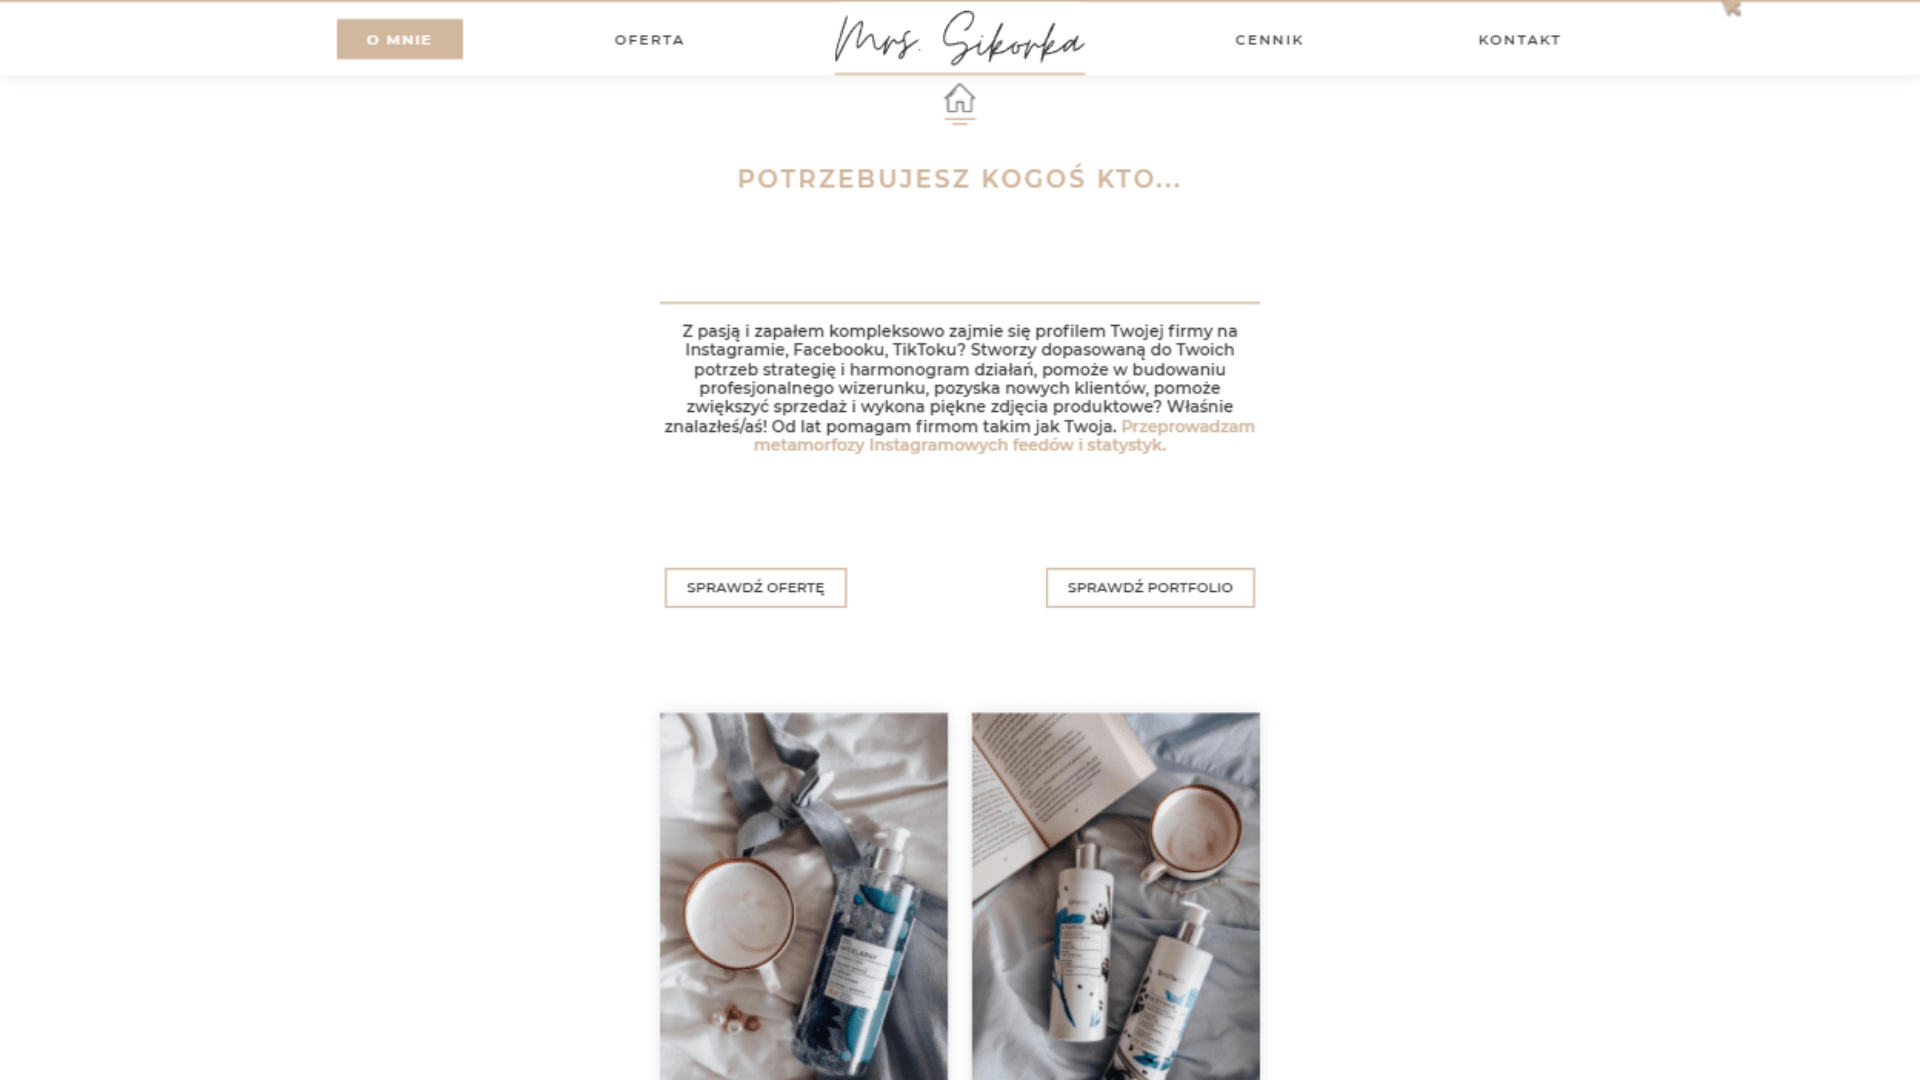 O MNIE
OFERTA
Mrs. Sikorka
CENNIK
KONTAKT
POTRZEBUJESZ KOGOŚ KTO...
Z pasją i zapałem kompleksowo zajmie się profilem Twojej firmy na
Instagramie, Facebooku, TikToku? Stworzy dopasowaną do Twoich
potrzeb strategię i harmonogram działań, pomoże w budowaniu
profesjonalnego wizerunku, pozyska nowych klientów, pomoże
zwiększyć sprzedaż i wykona piękne zdjęcia produktowe? Właśnie
znalazłeś/aś! Od lat pomagam firmom takim jak Twoja. Przeprowadzam
metamorfozy Instagramowych feedów i statystyk.
SPRAWDŹ OFERTĘ
SPRAWDŹ PORTFOLIO